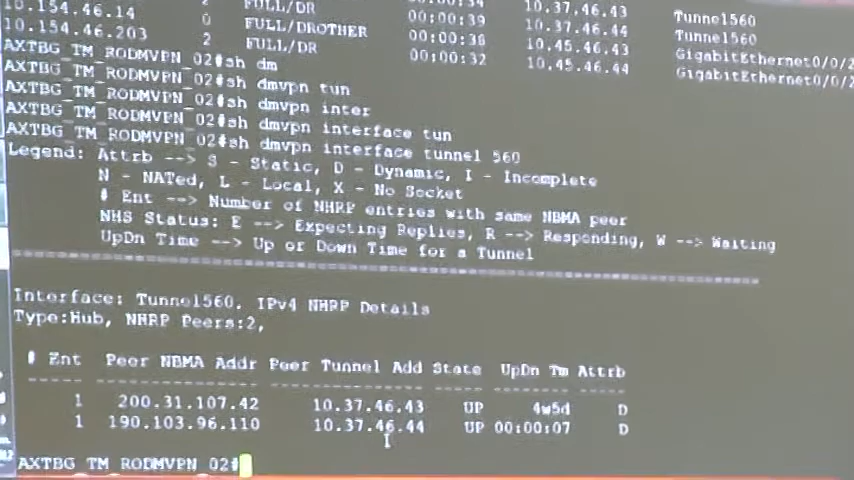 10.154.46.14 0 FULL/DR 00:00:39 10.37.46.43 Tunnel560
10.154.46.203 2 FULL/DROTHER 00:00:38 10.37.46.44 Tunnel560
FULL/DR 00:00:32 10.45.46.43 GigabitEthernet0/0/2
10.45.46.44 GigabitEthernet0/0/2
AXTBG_TM_RODMVPN_02#sh dm
AXTBG_TM_RODMVPN_02#sh dmvpn tun
AXTBG_TM_RODMVPN_02#sh dmvpn inter
AXTBG_TM_RODMVPN_02#sh dmvpn interface tun
AXTBG_TM_RODMVPN_02#sh dmvpn interface tunnel 560
Legend: Attrb --> S - Static, D - Dynamic, I - Incomplete
N - NATed, L - Local, X - No Socket
# Ent --> Number of NHRP entries with same NBMA peer
NHS Status: E --> Expecting Replies, R --> Responding, W --> Waiting
UpDn Time --> Up or Down Time for a Tunnel
Interface: Tunnel560, IPv4 NHRP Details
Type:Hub, NHRP Peers:2,
# Ent Peer NBMA Addr Peer Tunnel Add State UpDn Tm Attrb
1 200.31.107.42 10.37.46.43 UP 4w5d D
1 190.103.96.110 10.37.46.44 UP 00:00:07 D
AXTBG_TM_RODMVPN_02#